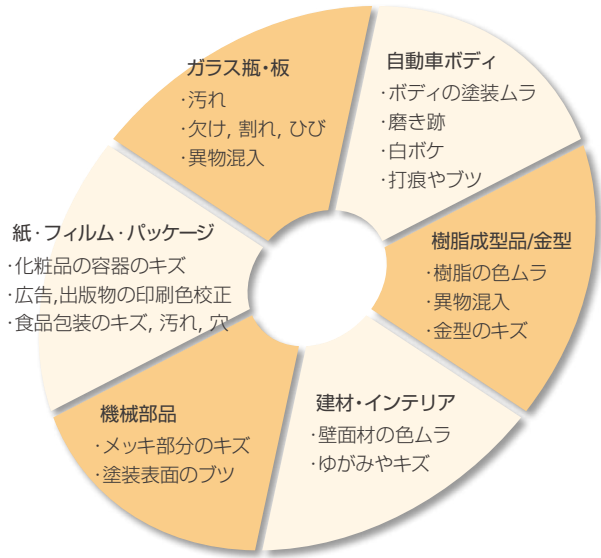 ガラス瓶・板
・汚れ
・欠け, 割れ, ひび
・異物混入
自動車ボディ
・ボディの塗装ムラ
・磨き跡
・白ボケ
・打痕やブツ
樹脂成型品/金型
・樹脂の色ムラ
・異物混入
・金型のキズ
建材・インテリア
・壁面材の色ムラ
・ゆがみやキズ
機械部品
・メッキ部分のキズ
・塗装表面のブツ
紙・フィルム・パッケージ
・化粧品の容器のキズ
・広告,出版物の印刷色校正
・食品包装のキズ, 汚れ, 穴